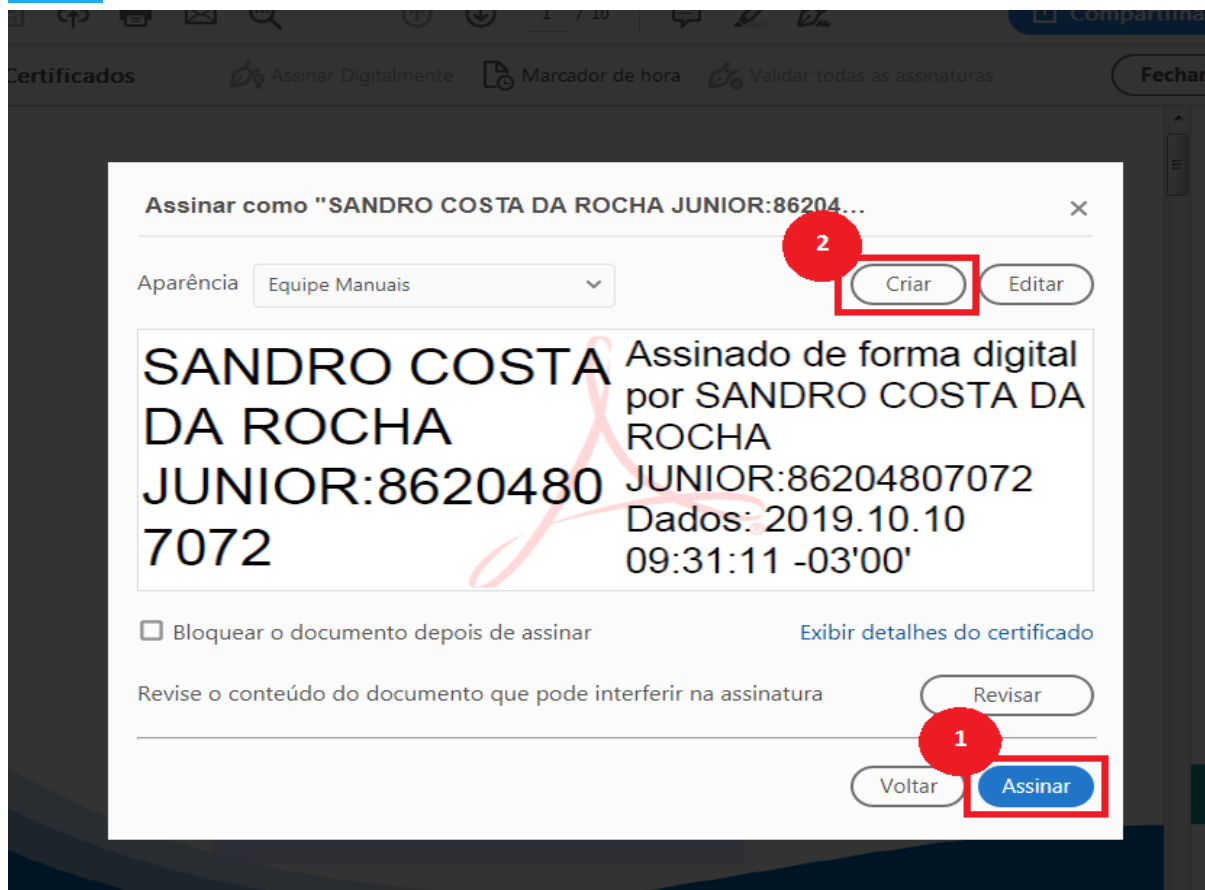 1 / 10
Compartilha
Certificados
Assinar Digitalmente
Marcador de hora
Validar todas as assinaturas
Fechar
Assinar como "SANDRO COSTA DA ROCHA JUNIOR:86204...
2
Aparência
Equipe Manuais
Criar
Editar
SANDRO COSTA
DA ROCHA
JUNIOR:8620480
7072
Assinado de forma digital
por SANDRO COSTA DA
ROCHA
JUNIOR:86204807072
Dados: 2019.10.10
09:31:11 -03'00'
Bloquear o documento depois de assinar
Exibir detalhes do certificado
Revise o conteúdo do documento que pode interferir na assinatura
Revisar
1
Voltar
Assinar